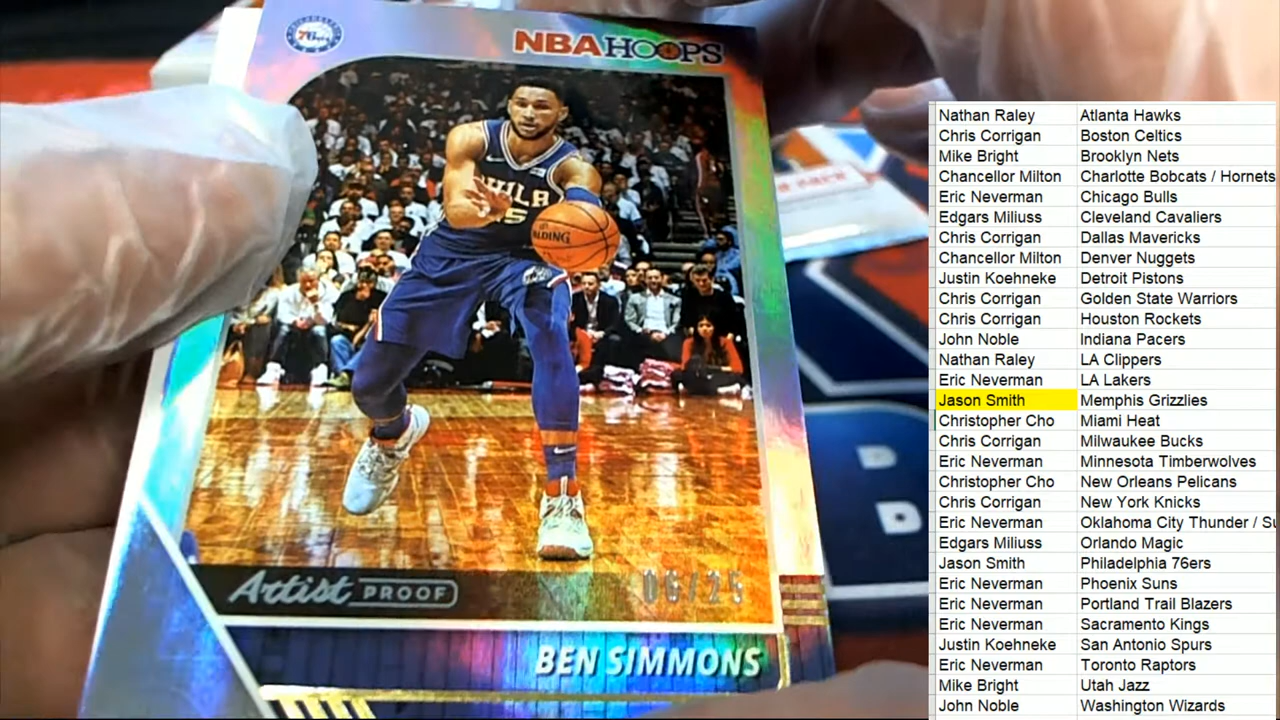 76ers
NBA HOOPS
PHILA
25
SPALDING
Artist PROOF
06/25
BEN SIMMONS
B
Nathan Raley Atlanta Hawks
Chris Corrigan Boston Celtics
Mike Bright Brooklyn Nets
Chancellor Milton Charlotte Bobcats / Hornets
Eric Neverman Chicago Bulls
Edgars Miliuss Cleveland Cavaliers
Chris Corrigan Dallas Mavericks
Chancellor Milton Denver Nuggets
Justin Koehneke Detroit Pistons
Chris Corrigan Golden State Warriors
Chris Corrigan Houston Rockets
John Noble Indiana Pacers
Nathan Raley LA Clippers
Eric Neverman LA Lakers
Jason Smith Memphis Grizzlies
Christopher Cho Miami Heat
Chris Corrigan Milwaukee Bucks
Eric Neverman Minnesota Timberwolves
Christopher Cho New Orleans Pelicans
Chris Corrigan New York Knicks
Eric Neverman Oklahoma City Thunder / S
Edgars Miliuss Orlando Magic
Jason Smith Philadelphia 76ers
Eric Neverman Phoenix Suns
Eric Neverman Portland Trail Blazers
Eric Neverman Sacramento Kings
Justin Koehneke San Antonio Spurs
Eric Neverman Toronto Raptors
Mike Bright Utah Jazz
John Noble Washington Wizards